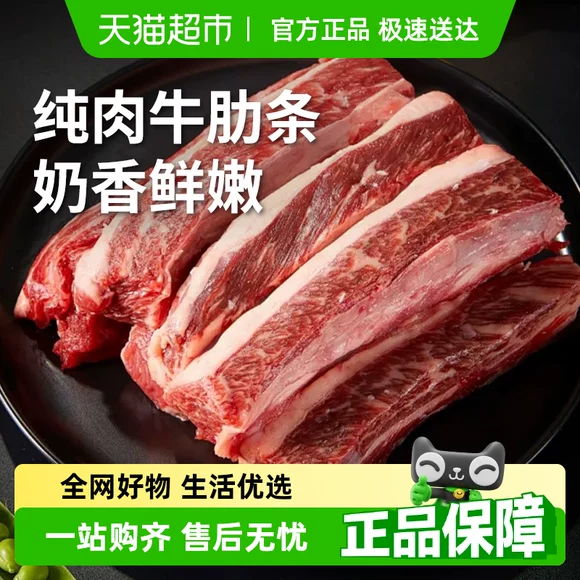 天猫超市 官方正品 极速送达
纯肉牛肋条
奶香鲜嫩
全网好物 生活优选
一站购齐 售后无忧
正品保障